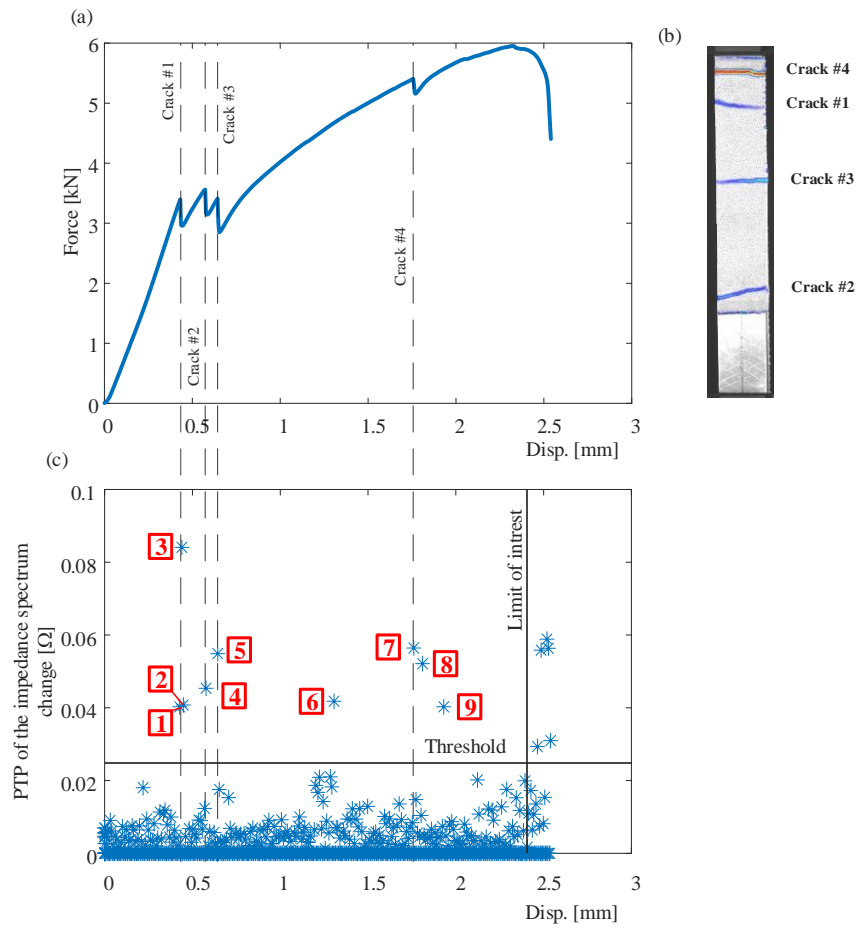 (a)
6
5
4
3
2
1
0
Force [kN]
Crack #1
Crack #2
Crack #3
Crack #4
0
0.5
1
1.5
2
2.5
3
Disp. [mm]
(b)
Crack #4
Crack #1
Crack #3
Crack #2
(c)
0.1
0.08
0.06
0.04
0.02
0
PTP of the impedance spectrum
change [Ω]
3
2
1
5
4
6
7
8
9
Limit of intrest
Threshold
0
0.5
1
1.5
2
2.5
3
Disp. [mm]